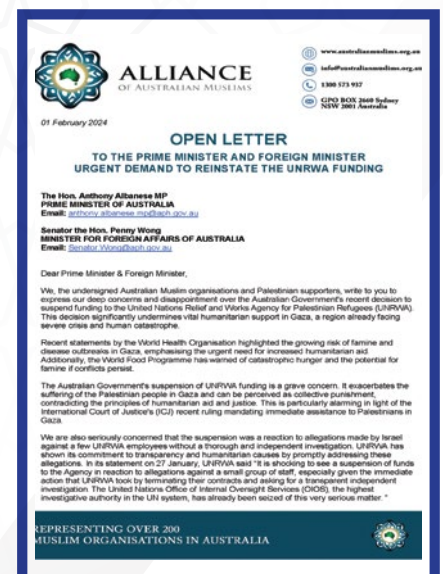 ALLIANCE
OF AUSTRALIAN MUSLIMS
www.australianmuslims.org.au
info@australianmuslims.org.au
1300 573 937
GPO BOX 2660 Sydney
NSW 2001 Australia
01 February 2024
OPEN LETTER
TO THE PRIME MINISTER AND FOREIGN MINISTER
URGENT DEMAND TO REINSTATE THE UNRWA FUNDING
The Hon. Anthony Albanese MP
PRIME MINISTER OF AUSTRALIA
Email: anthony.albanese.mp@aph.gov.au
Senator the Hon. Penny Wong
MINISTER FOR FOREIGN AFFAIRS OF AUSTRALIA
Email: Senator.Wong@aph.gov.au
Dear Prime Minister & Foreign Minister,
We, the undersigned Australian Muslim organisations and Palestinian supporters, write to you to
express our deep concerns and disappointment over the Australian Government's recent decision to
suspend funding to the United Nations Relief and Works Agency for Palestinian Refugees (UNRWA).
This decision significantly undermines vital humanitarian support in Gaza, a region already facing
severe crisis and human catastrophe.
Recent statements by the World Health Organisation highlighted the growing risk of famine and
disease outbreaks in Gaza, emphasising the urgent need for increased humanitarian aid.
Additionally, the World Food Programme has warned of catastrophic hunger and the potential for
famine if conflicts persist.
The Australian Government's suspension of UNRWA funding is a grave concern. It exacerbates the
suffering of the Palestinian people in Gaza and can be perceived as collective punishment,
contradicting the principles of humanitarian aid and justice. This is particularly alarming in light of the
International Court of Justice's (ICJ) recent ruling mandating immediate assistance to Palestinians in
Gaza.
We are also seriously concerned that the suspension was a reaction to allegations made by Israel
against a few UNRWA employees without a thorough and independent investigation. UNRWA has
shown its commitment to transparency and humanitarian causes by promptly addressing these
allegations. In its statement on 27 January, UNRWA said "It is shocking to see a suspension of funds
to the Agency in reaction to allegations against a small group of staff, especially given the immediate
action that UNRWA took by terminating their contracts and asking for a transparent independent
investigation. The United Nations Office of Internal Oversight Services (OIOS), the highest
investigative authority in the UN system, has already been seized of this very serious matter. "
REPRESENTING OVER 200
MUSLIM ORGANISATIONS IN AUSTRALIA